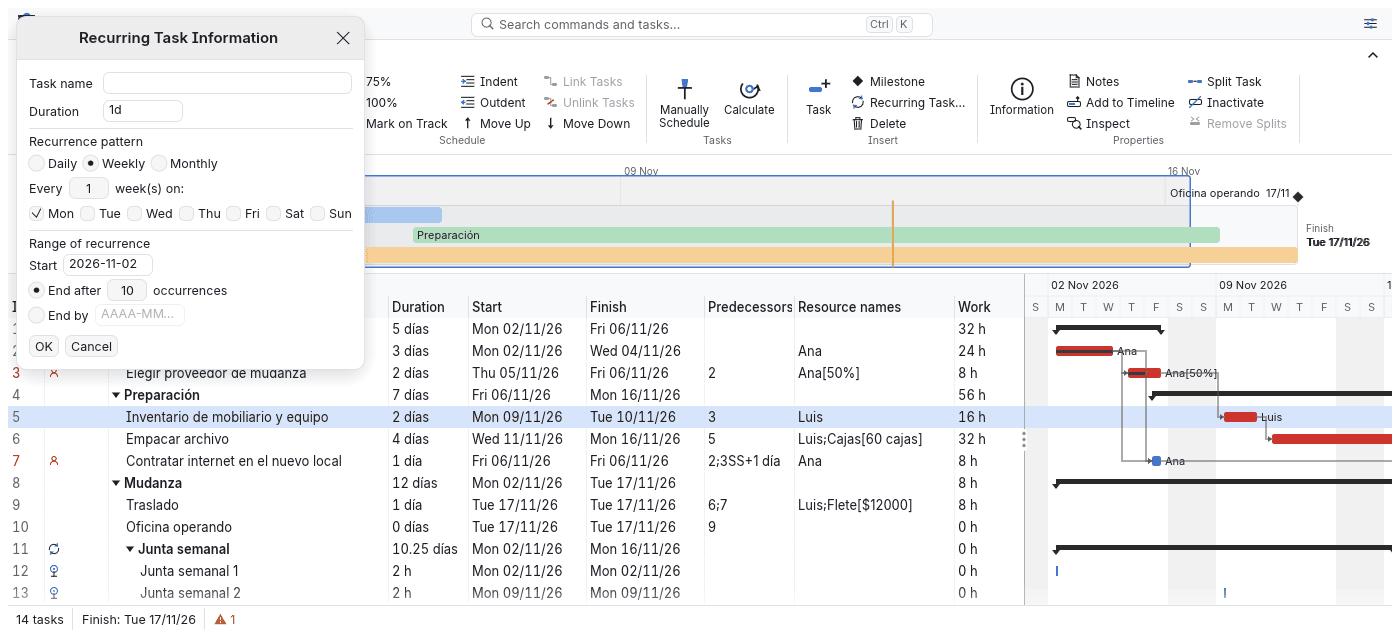 Search commands and tasks...
Ctrl K
Recurring Task Information
Task name
Duration 1d
Recurrence pattern
Daily Weekly Monthly
Every 1 week(s) on:
Mon Tue Wed Thu Fri Sat Sun
Range of recurrence
Start 2026-11-02
End after 10 occurrences
End by AAAA-MM...
OK Cancel
75% Indent Link Tasks
100% Outdent Unlink Tasks
Mark on Track Move Up Move Down
Schedule
Manually Schedule
Calculate
Tasks
Task
Milestone
Recurring Task...
Delete
Insert
Information
Notes Split Task
Add to Timeline Inactivate
Inspect Remove Splits
Properties
09 Nov 16 Nov
Oficina operando 17/11
Preparación
Finish
Tue 17/11/26
Duration Start Finish Predecessors Resource names Work
02 Nov 2026 09 Nov 2026 1
S M T W T F S S M T W T F S S M
5 días Mon 02/11/26 Fri 06/11/26 32 h
3 días Mon 02/11/26 Wed 04/11/26 Ana 24 h Ana
3 Elegir proveedor de mudanza 2 días Thu 05/11/26 Fri 06/11/26 2 Ana[50%] 8 h Ana[50%]
4 Preparación 7 días Fri 06/11/26 Mon 16/11/26 56 h
5 Inventario de mobiliario y equipo 2 días Mon 09/11/26 Tue 10/11/26 3 Luis 16 h Luis
6 Empacar archivo 4 días Wed 11/11/26 Mon 16/11/26 5 Luis;Cajas[60 cajas] 32 h
7 Contratar internet en el nuevo local 1 día Fri 06/11/26 Fri 06/11/26 2;3SS+1 día Ana 8 h Ana
8 Mudanza 12 días Mon 02/11/26 Tue 17/11/26 8 h
9 Traslado 1 día Tue 17/11/26 Tue 17/11/26 6;7 Luis;Flete[$12000] 8 h
10 Oficina operando 0 días Tue 17/11/26 Tue 17/11/26 9 0 h
11 Junta semanal 10.25 días Mon 02/11/26 Mon 16/11/26 0 h
12 Junta semanal 1 2 h Mon 02/11/26 Mon 02/11/26 0 h
13 Junta semanal 2 2 h Mon 09/11/26 Mon 09/11/26 0 h
14 tasks Finish: Tue 17/11/26 1